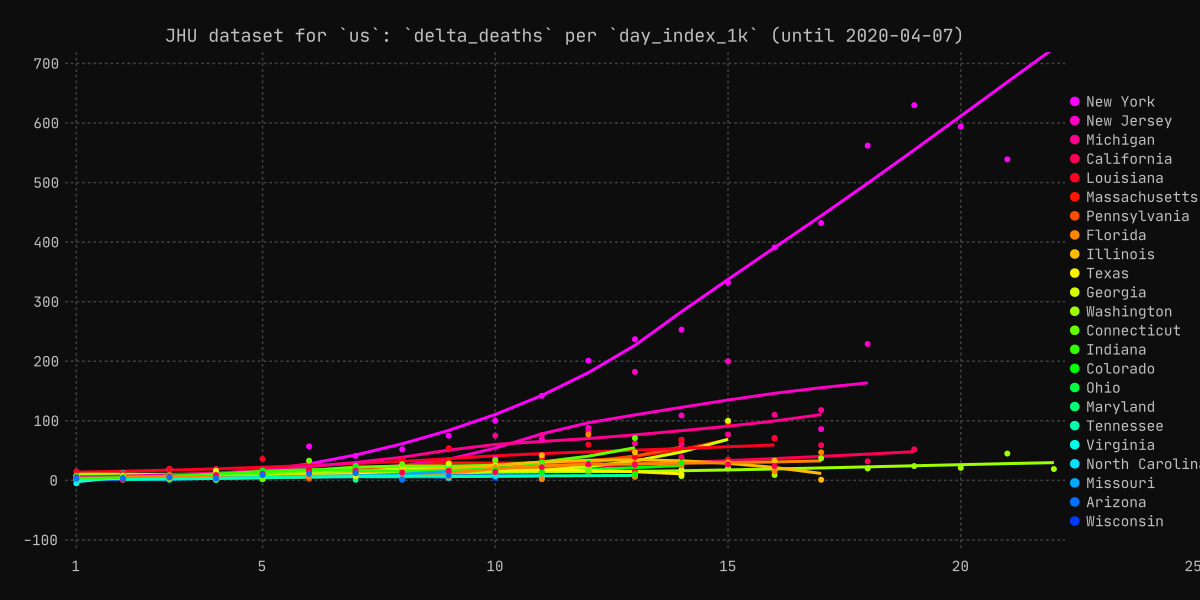 JHU dataset for `us`: `delta_deaths` per `day_index_1k` (until 2020-04-07)
700
600
500
400
300
200
100
0
-100
1
5
10
15
20
25
New York
New Jersey
Michigan
California
Louisiana
Massachusetts
Pennsylvania
Florida
Illinois
Texas
Georgia
Washington
Connecticut
Indiana
Colorado
Ohio
Maryland
Tennessee
Virginia
North Carolina
Missouri
Arizona
Wisconsin